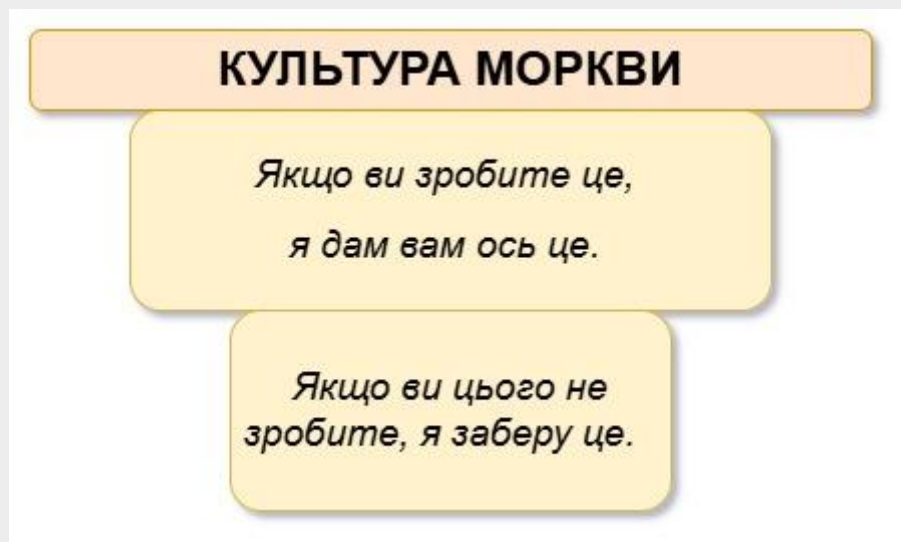 КУЛЬТУРА МОРКВИ
Якщо ви зробите це,
я дам вам ось це.
Якщо ви цього не
зробите, я заберу це.